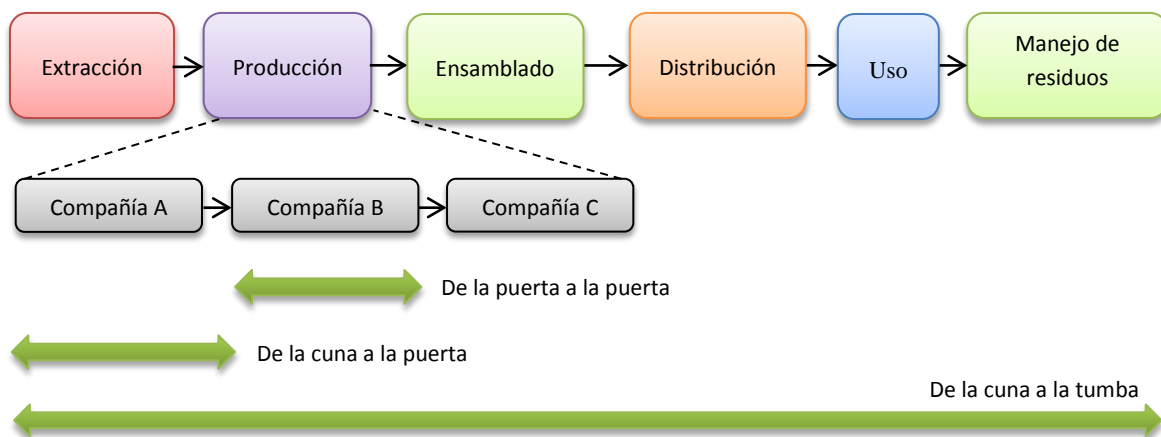 Extracción
Producción
Ensamblado
Distribución
Uso
Manejo de
residuos
Compañía A
Compañía B
Compañía C
De la puerta a la puerta
De la cuna a la puerta
De la cuna a la tumba